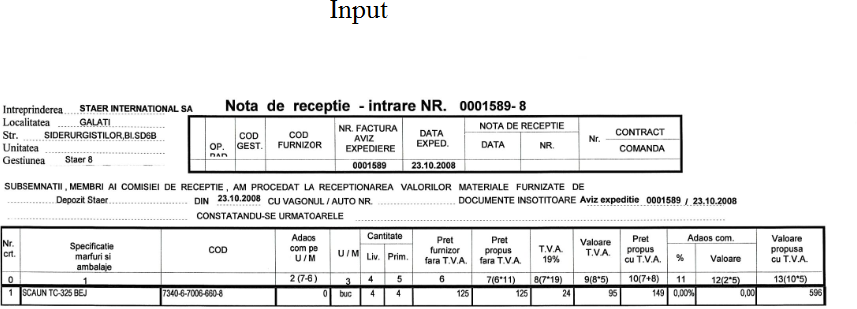 Input
Intreprinderea STAER INTERNATIONAL SA
Nota de receptie - intrare NR. 0001589- 8
Localitatea GALATI
Str. SIDERURGISTILOR,Bl.SD6B
Unitatea
Gestiunea Staer 8
OP. COD GEST. COD FURNIZOR NR. FACTURA AVIZ EXPEDIERE DATA EXPED. NOTA DE RECEPTIE DATA NR. Nr. CONTRACT COMANDA
0001589 23.10.2008
SUBSEMNATII , MEMBRI AI COMISIEI DE RECEPTIE , AM PROCEDAT LA RECEPTIONAREA VALORILOR MATERIALE FURNIZATE DE
Depozit Staer DIN 23.10.2008 CU VAGONUL / AUTO NR. DOCUMENTE INSOTITOARE Aviz expeditie 0001589 / 23.10.2008
CONSTATANDU-SE URMATOARELE
Nr. crt. Specificatie marfuri si ambalaje COD Adaos com pe U / M U / M Cantitate Liv. Prim. Pret furnizor fara T.V.A. Pret propus fara T.V.A. T.V.A. 19% Valoare T.V.A. Pret propus cu T.V.A. Adaos com. % Valoare Valoare propusa cu T.V.A.
0 1 2 (7-6) 3 4 5 6 7(6*11) 8(7*19) 9(8*5) 10(7+8) 11 12(2*5) 13(10*5)
1 SCAUN TC-325 BEJ 7340-6-7006-660-8 0 buc 4 4 125 125 24 95 149 0,00% 0,00 596